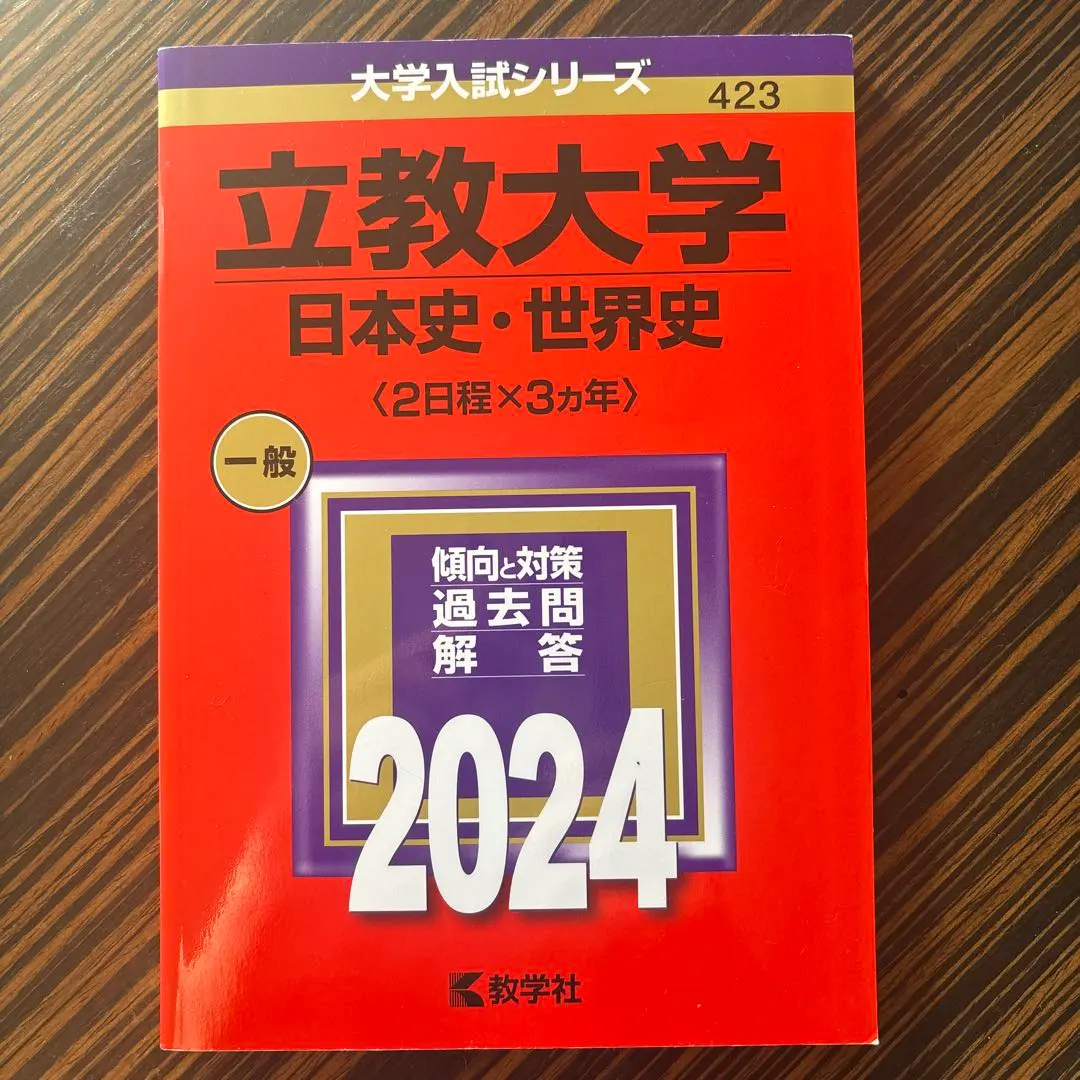 大学入試シリーズ
423
立教大学
日本史・世界史
〈2日程×3ヵ年〉
一般
傾向と対策
過去問
解答
2024
教学社